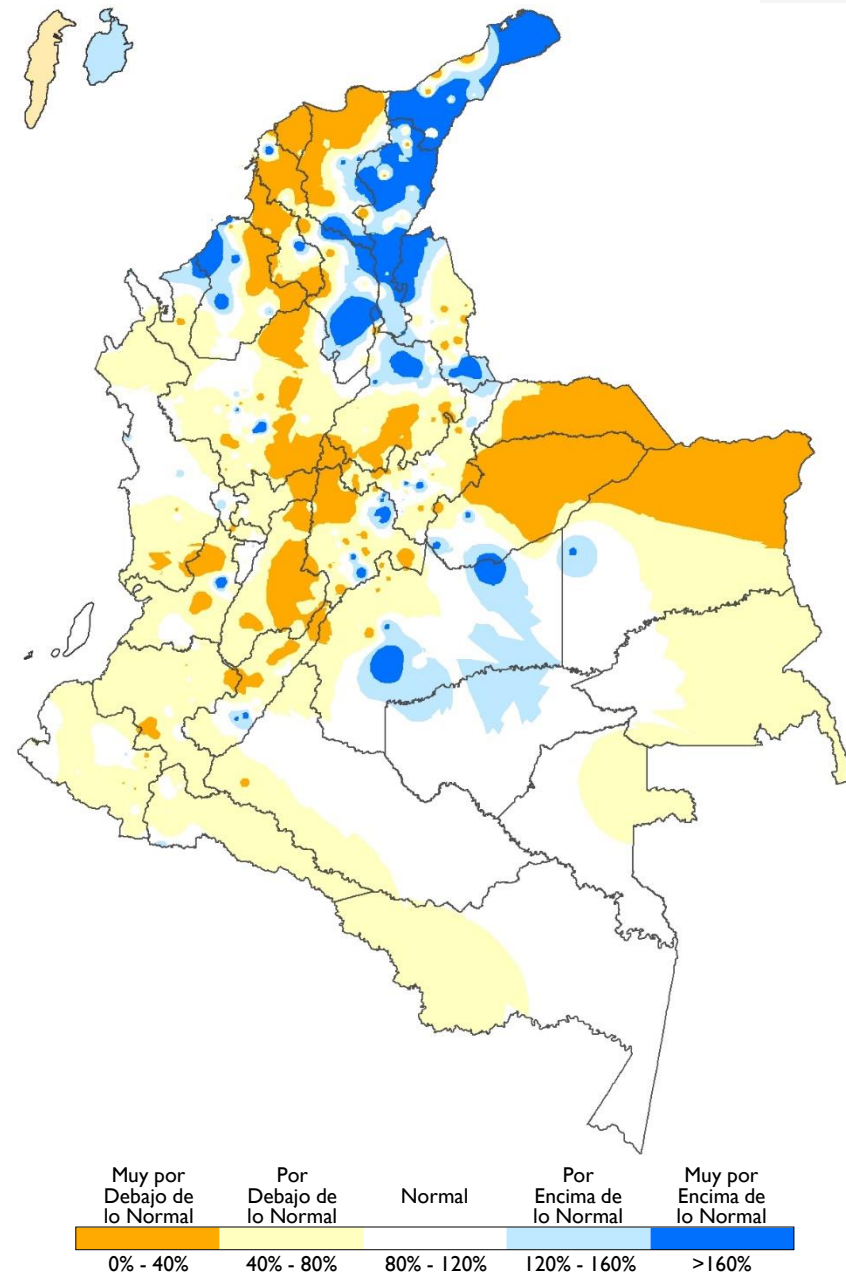 Muy por
Debajo de
lo Normal
Por
Debajo de
lo Normal
Normal
Por
Encima de
lo Normal
Muy por
Encima de
lo Normal
0% - 40%
40% - 80%
80% - 120%
120% - 160%
>160%